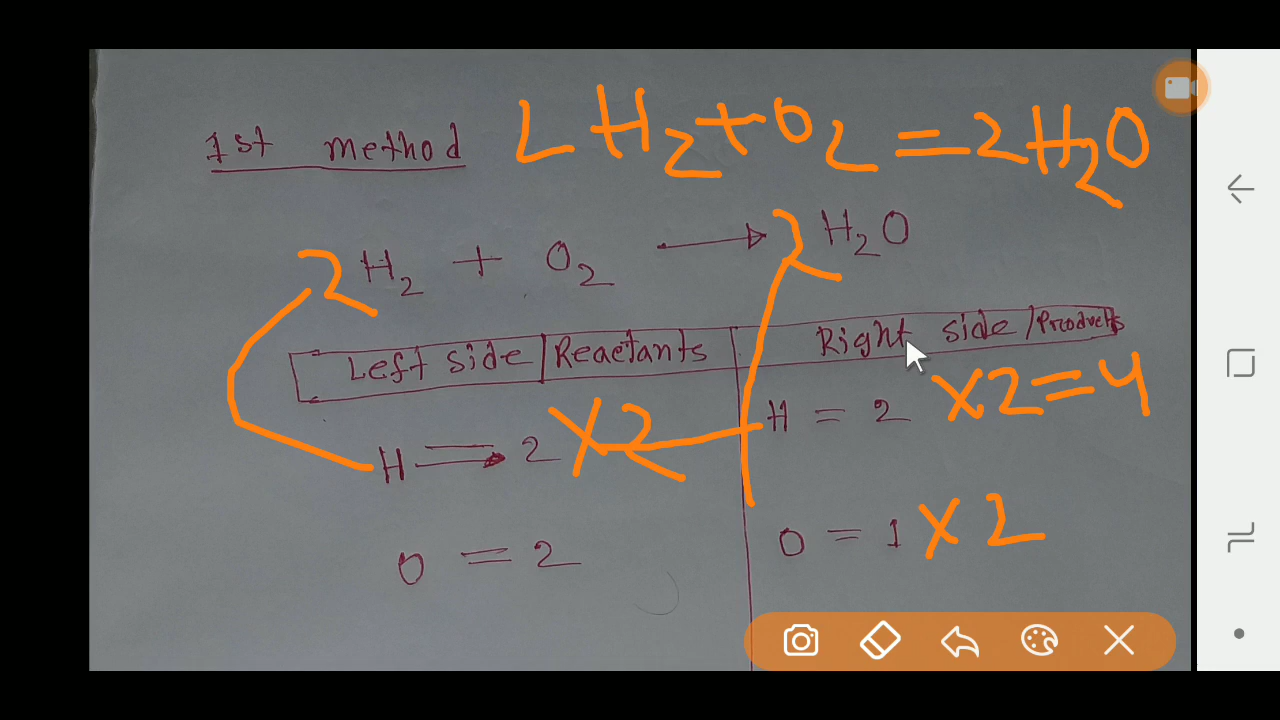 1st method 2H2+O2=2H2O
2H2 + O2 → 2H2O
Left side/Reactants Right side/Products
H = 2 X2 H = 2 X2=4
O = 2 O = 1 X 2